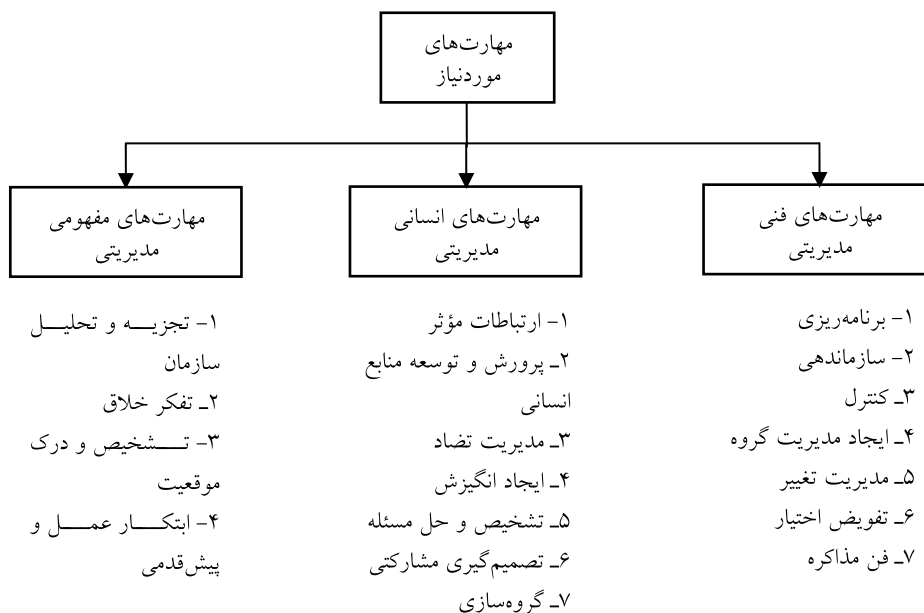 مهارت‌های
موردنیاز
مهارت‌های فنی
مدیریتی
۱- برنامه‌ریزی
۲- سازماندهی
۳ـ کنترل
۴ـ ایجاد مدیریت گروه
۵ـ مدیریت تغییر
۶ـ تفویض اختیار
۷ـ فن مذاکره
مهارت‌های انسانی
مدیریتی
۱- ارتباطات مؤثر
۲ـ پرورش و توسعه منابع
انسانی
۳ـ مدیریت تضاد
۴ـ ایجاد انگیزش
۵ـ تشخیص و حل مسئله
۶ـ تصمیم‌گیری مشارکتی
۷ـ گروه‌سازی
مهارت‌های مفهومی
مدیریتی
۱- تجزیـــه و تحلیـــل
سازمان
۲ـ تفکر خلاق
۳- تـــشخیص و درک
موقعیت
۴- ابتکـــار عمـــل و
پیش‌قدمی